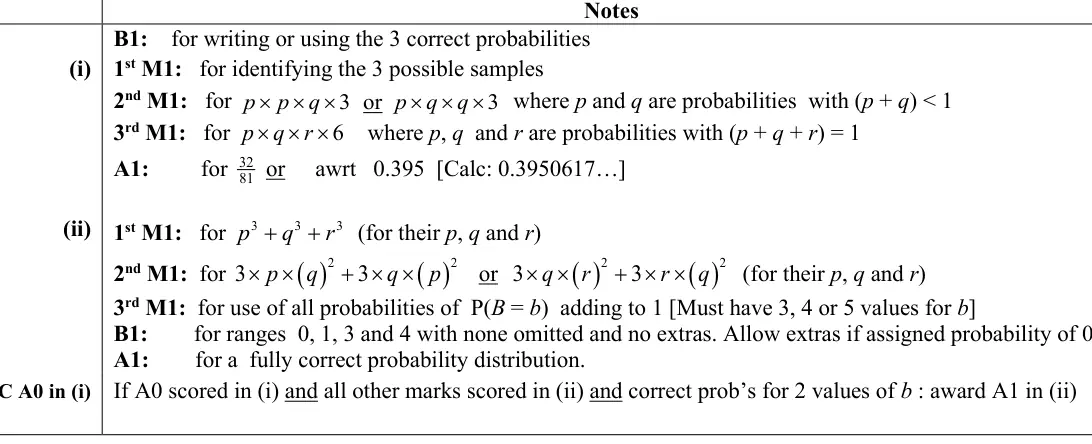 Notes
B1: for writing or using the 3 correct probabilities
(i) 1st M1: for identifying the 3 possible samples
2nd M1: for p × p × q × 3 or p × q × q × 3 where p and q are probabilities with (p + q) < 1
3rd M1: for p × q × r × 6 where p, q and r are probabilities with (p + q + r) = 1
A1: for 32/81 or awrt 0.395 [Calc: 0.3950617…]
(ii) 1st M1: for p³ + q³ + r³ (for their p, q and r)
2nd M1: for 3 × p × (q)² + 3 × q × (p)² or 3 × q × (r)² + 3 × r × (q)² (for their p, q and r)
3rd M1: for use of all probabilities of P(B = b) adding to 1 [Must have 3, 4 or 5 values for b]
B1: for ranges 0, 1, 3 and 4 with none omitted and no extras. Allow extras if assigned probability of 0
A1: for a fully correct probability distribution.
C A0 in (i) If A0 scored in (i) and all other marks scored in (ii) and correct prob’s for 2 values of b : award A1 in (ii)